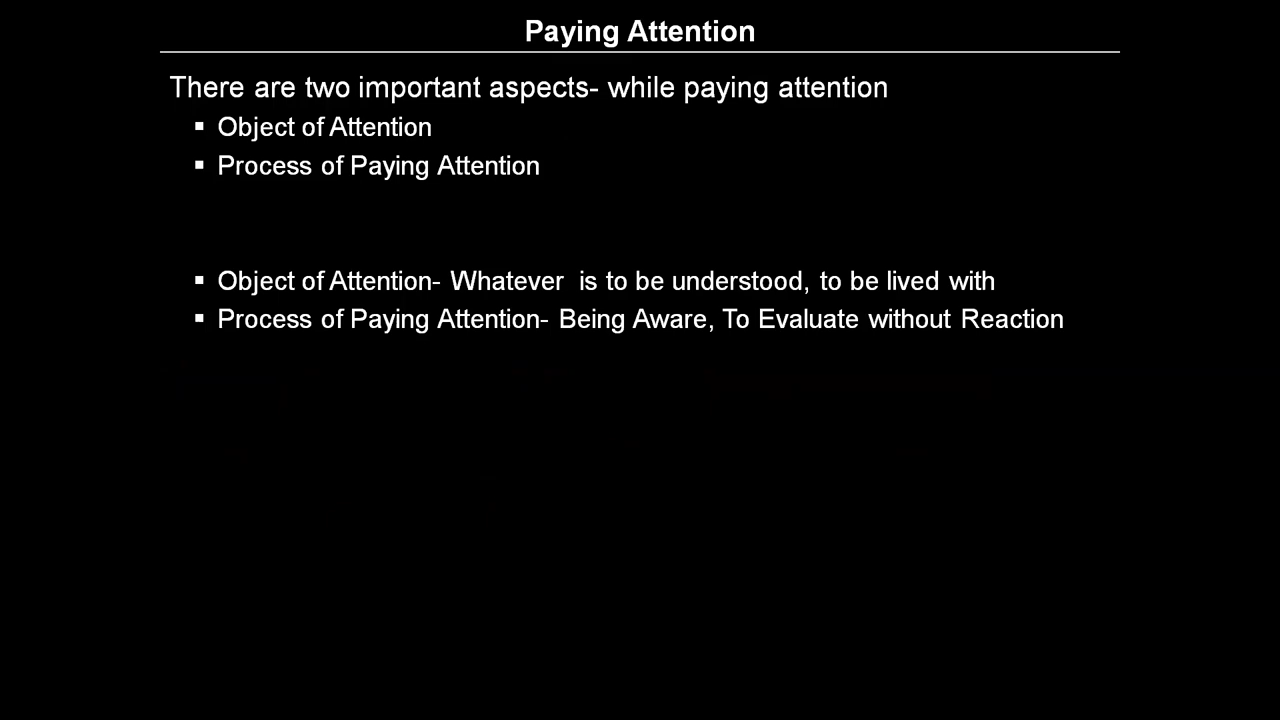 Paying Attention
There are two important aspects- while paying attention
▪ Object of Attention
▪ Process of Paying Attention
▪ Object of Attention- Whatever is to be understood, to be lived with
▪ Process of Paying Attention- Being Aware, To Evaluate without Reaction